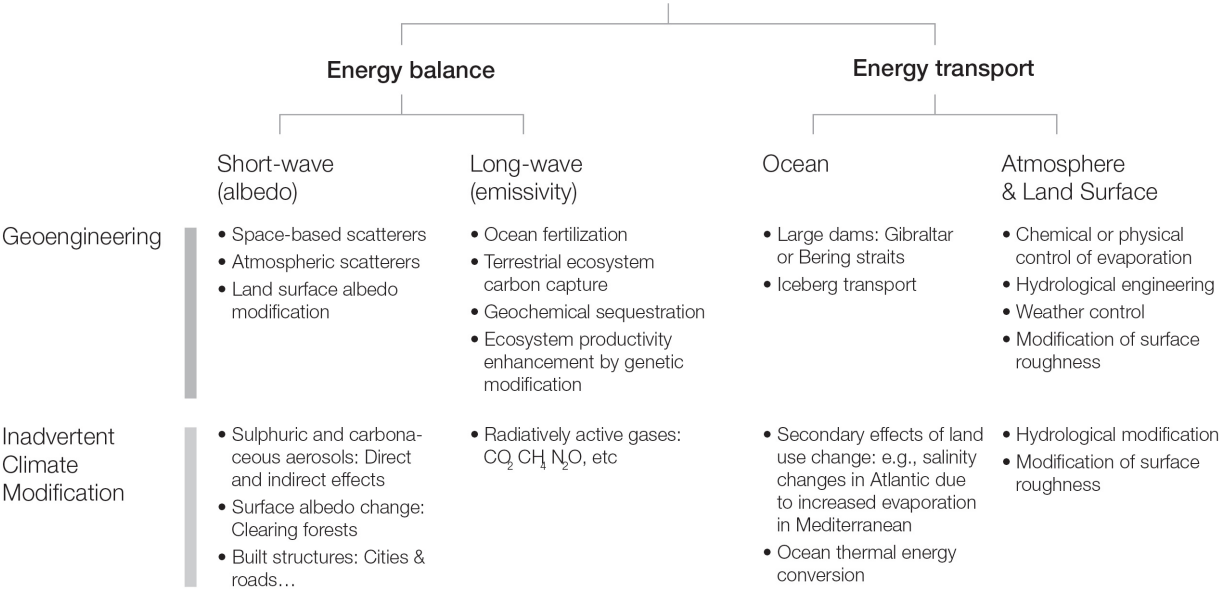 Energy balance
Energy transport
Short-wave
(albedo)
Long-wave
(emissivity)
Ocean
Atmosphere
& Land Surface
Geoengineering
• Space-based scatterers
• Atmospheric scatterers
• Land surface albedo
modification
• Ocean fertilization
• Terrestrial ecosystem
carbon capture
• Geochemical sequestration
• Ecosystem productivity
enhancement by genetic
modification
• Large dams: Gibraltar
or Bering straits
• Iceberg transport
• Chemical or physical
control of evaporation
• Hydrological engineering
• Weather control
• Modification of surface
roughness
Inadvertent
Climate
Modification
• Sulphuric and carbona-
ceous aerosols: Direct
and indirect effects
• Surface albedo change:
Clearing forests
• Built structures: Cities &
roads…
• Radiatively active gases:
CO₂ CH₄ N₂O, etc
• Secondary effects of land
use change: e.g., salinity
changes in Atlantic due
to increased evaporation
in Mediterranean
• Ocean thermal energy
conversion
• Hydrological modification
• Modification of surface
roughness